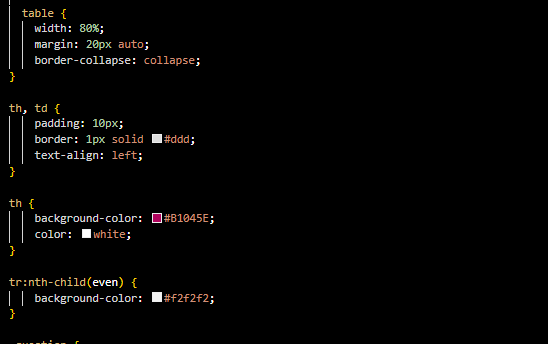 table {
width: 80%;
margin: 20px auto;
border-collapse: collapse;
}
th, td {
padding: 10px;
border: 1px solid #ddd;
text-align: left;
}
th {
background-color: #B1045E;
color: white;
}
tr:nth-child(even) {
background-color: #f2f2f2;
}